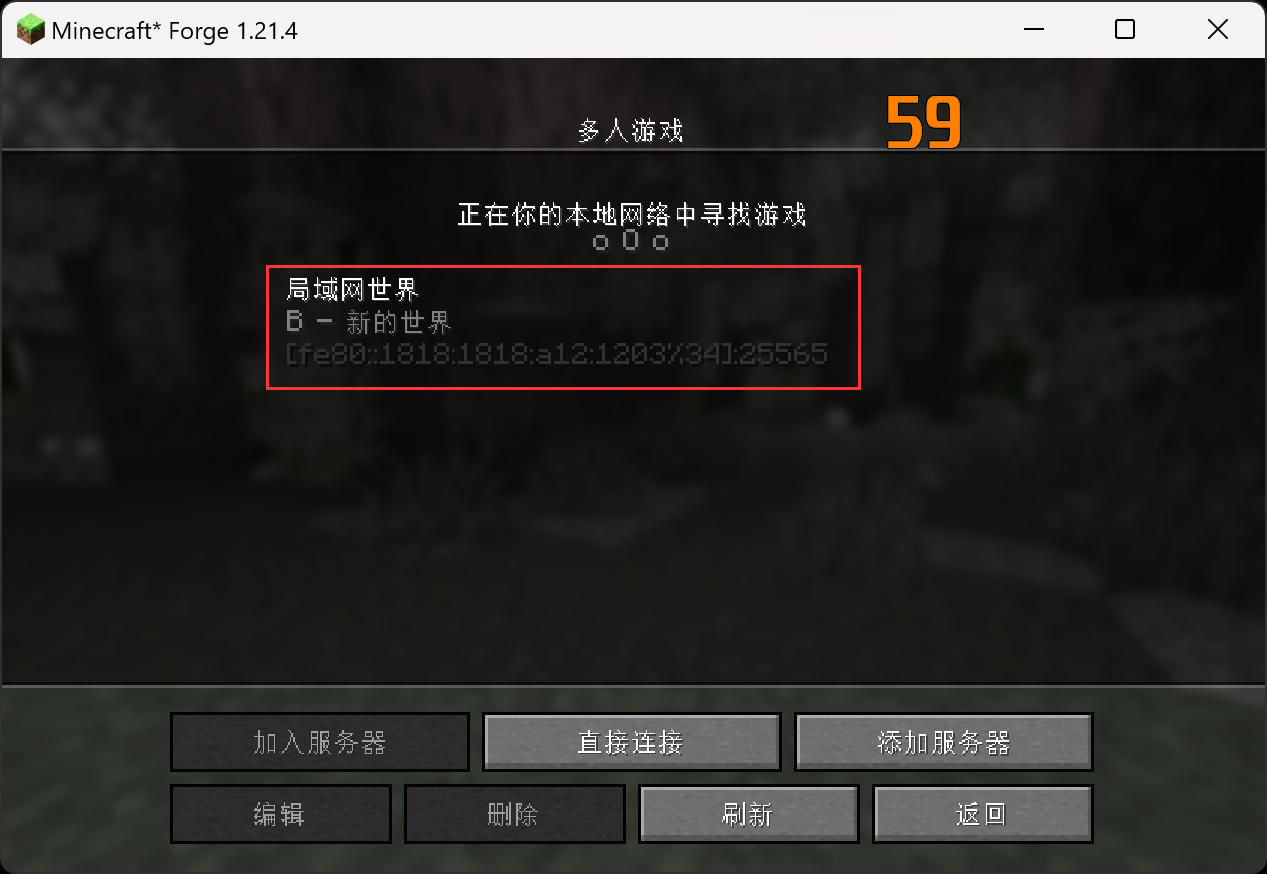 Minecraft* Forge 1.21.4
多人游戏
59
正在你的本地网络中寻找游戏
o O o
局域网世界
B - 新的世界
[fe80::1818:1818:a12:1203%34]:25565
加入服务器
直接连接
添加服务器
编辑
删除
刷新
返回